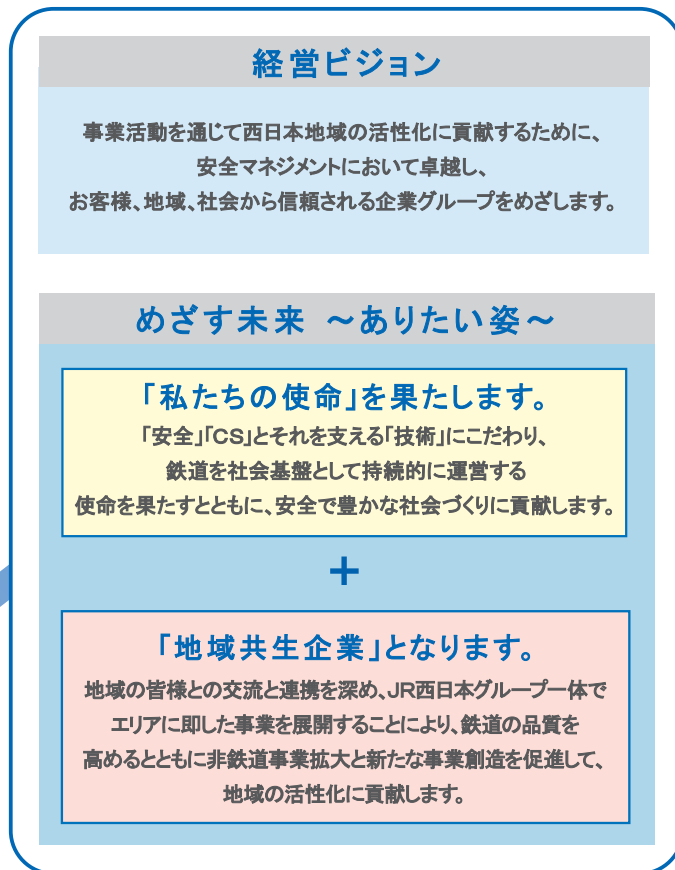 経営ビジョン
事業活動を通じて西日本地域の活性化に貢献するために、
安全マネジメントにおいて卓越し、
お客様、地域、社会から信頼される企業グループをめざします。
めざす未来 ～ありたい姿～
「私たちの使命」を果たします。
「安全」「CS」とそれを支える「技術」にこだわり、
鉄道を社会基盤として持続的に運営する
使命を果たすとともに、安全で豊かな社会づくりに貢献します。
+
「地域共生企業」となります。
地域の皆様との交流と連携を深め、JR西日本グループ一体で
エリアに即した事業を展開することにより、鉄道の品質を
高めるとともに非鉄道事業拡大と新たな事業創造を促進して、
地域の活性化に貢献します。